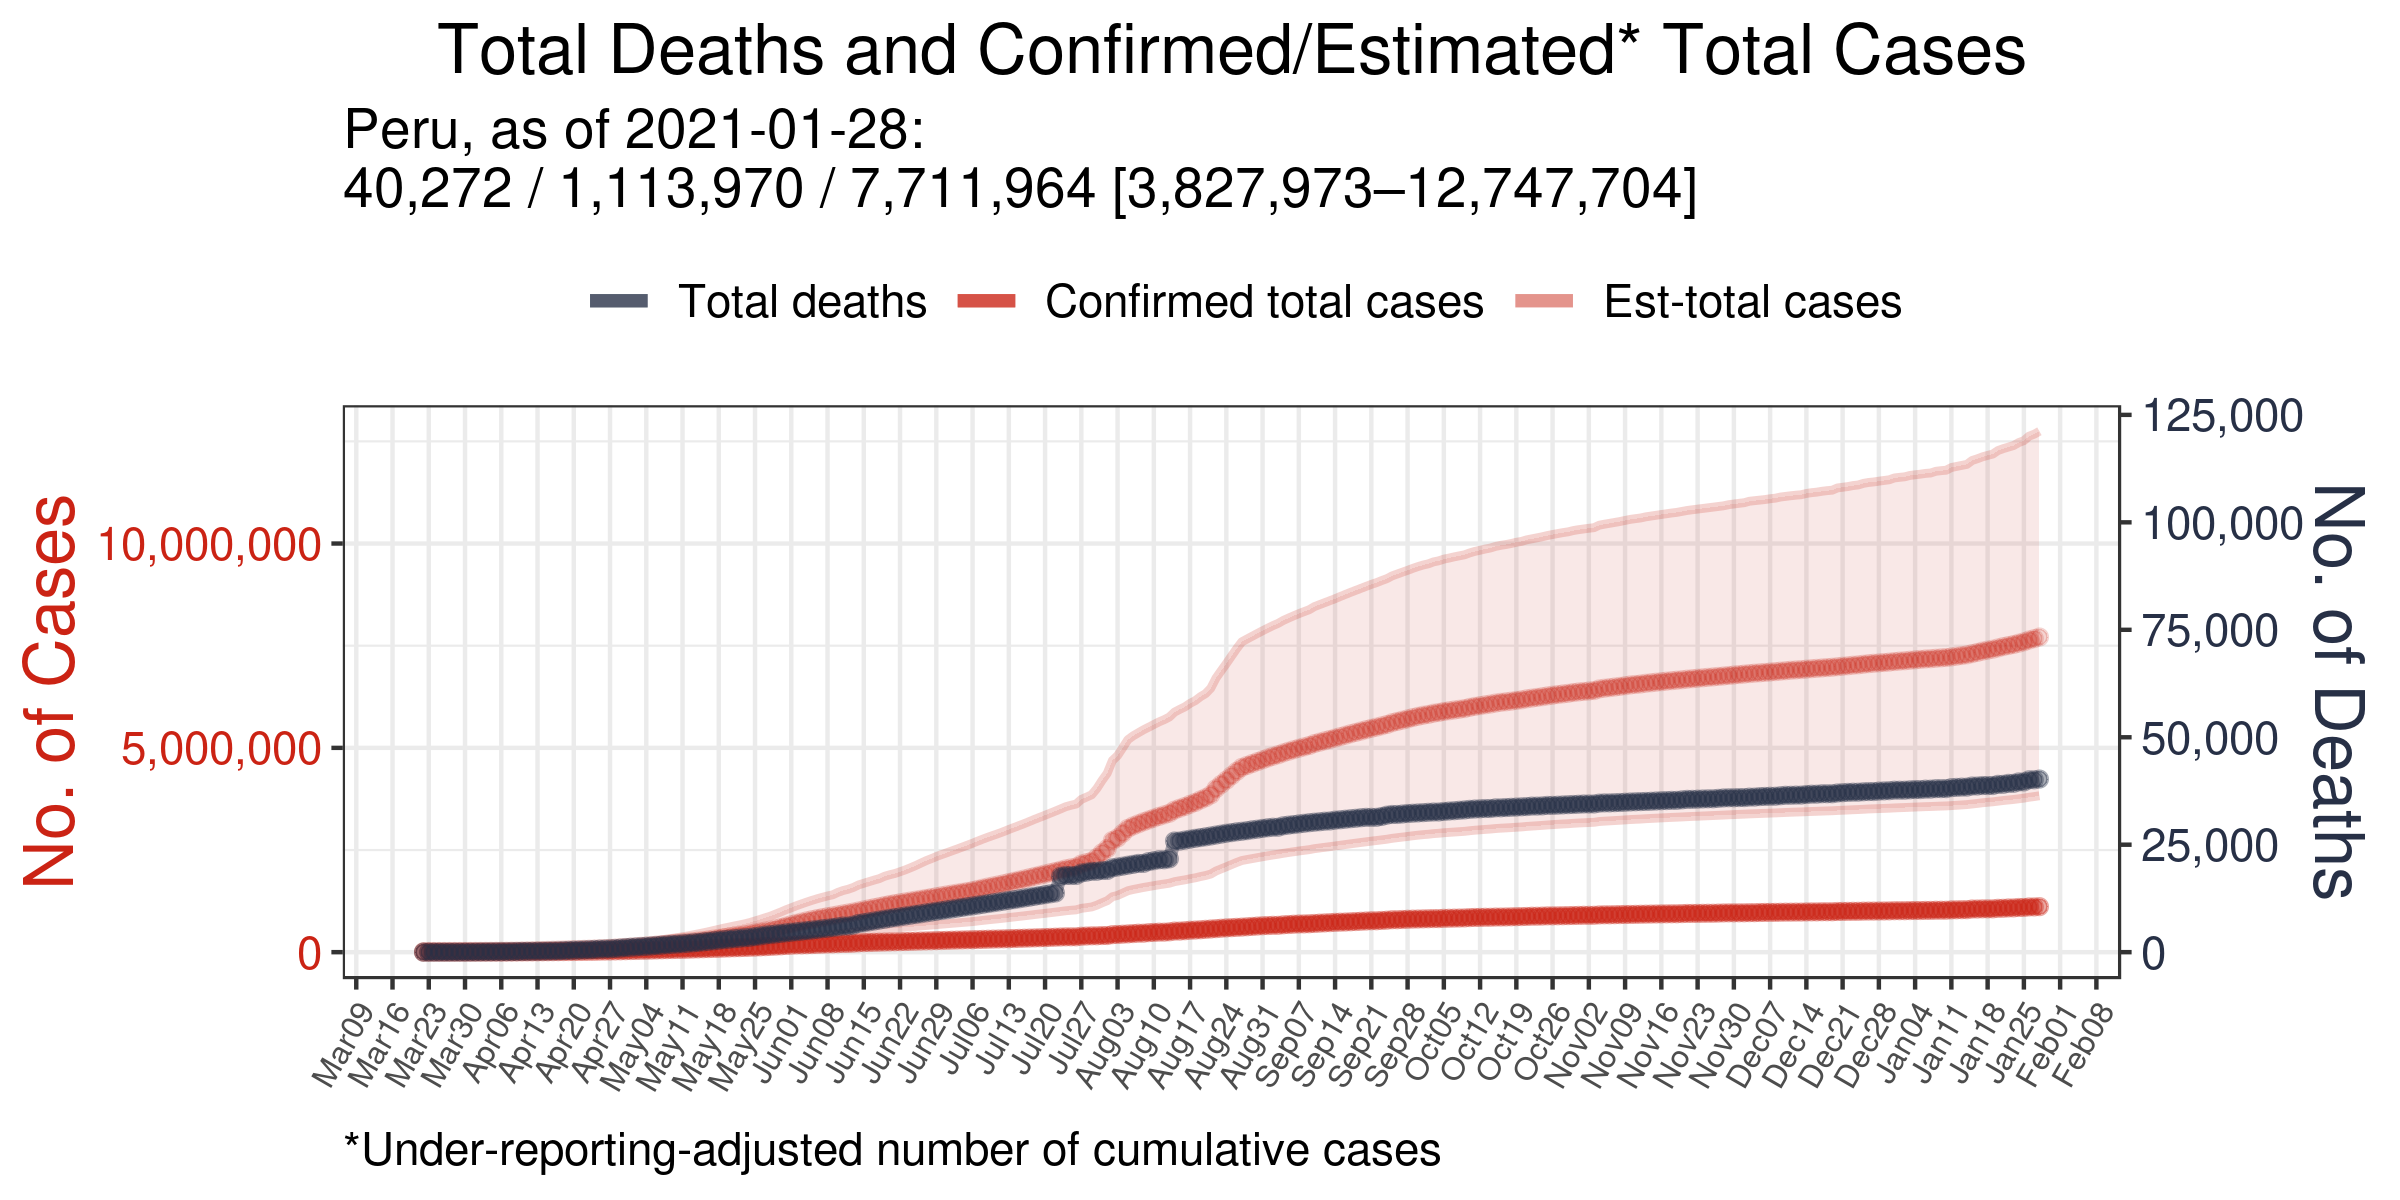 Total Deaths and Confirmed/Estimated* Total Cases
Peru, as of 2021-01-28:
40,272 / 1,113,970 / 7,711,964 [3,827,973–12,747,704]
Total deaths
Confirmed total cases
Est-total cases
No. of Cases
10,000,000
5,000,000
0
125,000
100,000
75,000
50,000
25,000
0
No. of Deaths
Mar09
Mar16
Mar23
Mar30
Apr06
Apr13
Apr20
Apr27
May04
May11
May18
May25
Jun01
Jun08
Jun15
Jun22
Jun29
Jul06
Jul13
Jul20
Jul27
Aug03
Aug10
Aug17
Aug24
Aug31
Sep07
Sep14
Sep21
Sep28
Oct05
Oct12
Oct19
Oct26
Nov02
Nov09
Nov16
Nov23
Nov30
Dec07
Dec14
Dec21
Dec28
Jan04
Jan11
Jan18
Jan25
Feb01
Feb08
*Under-reporting-adjusted number of cumulative cases